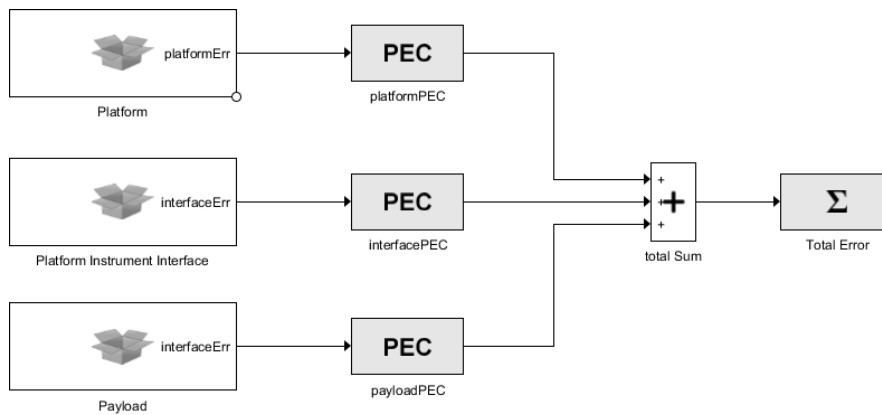 platformErr
PEC
Platform
platformPEC
interfaceErr
PEC
+
+
+
+
Σ
Platform Instrument Interface
interfacePEC
total Sum
Total Error
interfaceErr
PEC
Payload
payloadPEC